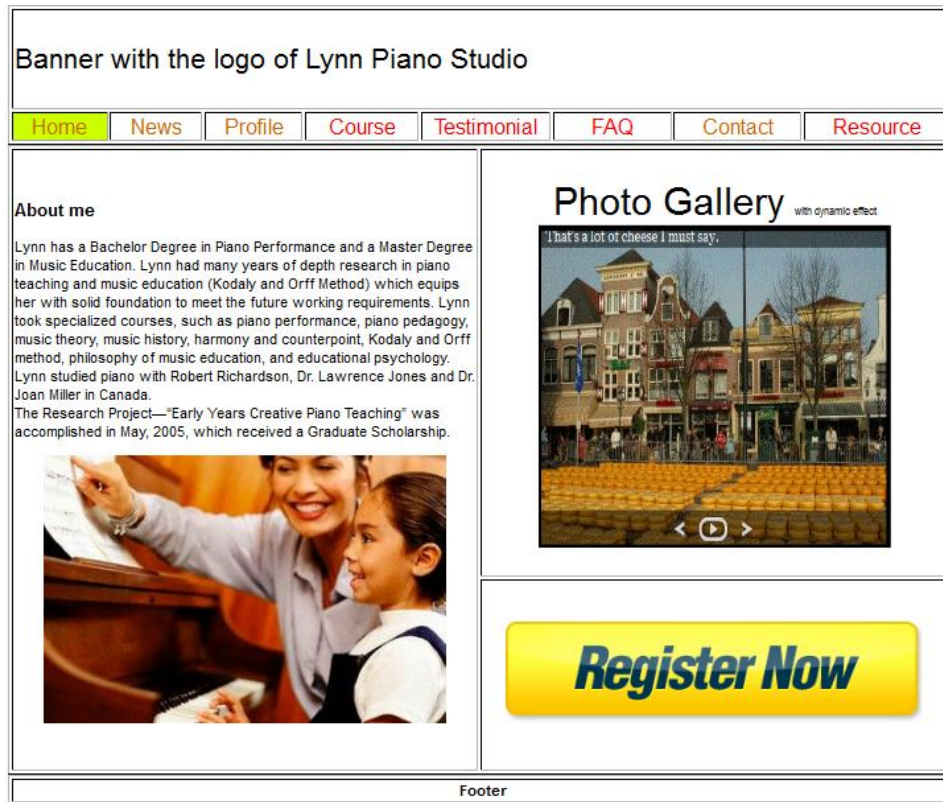 Banner with the logo of Lynn Piano Studio
Home News Profile Course Testimonial FAQ Contact Resource
About me
Lynn has a Bachelor Degree in Piano Performance and a Master Degree
in Music Education. Lynn had many years of depth research in piano
teaching and music education (Kodaly and Orff Method) which equips
her with solid foundation to meet the future working requirements. Lynn
took specialized courses, such as piano performance, piano pedagogy,
music theory, music history, harmony and counterpoint, Kodaly and Orff
method, philosophy of music education, and educational psychology.
Lynn studied piano with Robert Richardson, Dr. Lawrence Jones and Dr.
Joan Miller in Canada.
The Research Project—“Early Years Creative Piano Teaching” was
accomplished in May, 2005, which received a Graduate Scholarship.
Photo Gallery with dynamic effect
That's a lot of cheese I must say.
Register Now
Footer